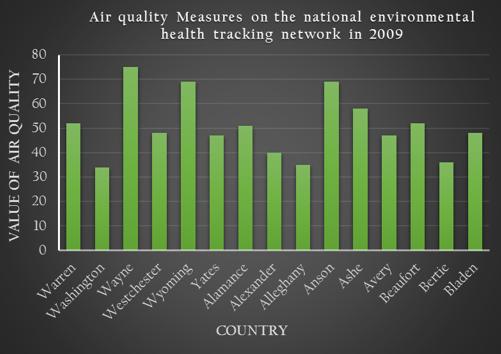 Air quality Measures on the national environmental
health tracking network in 2009
VALUE OF AIR QUALITY
80
70
60
50
40
30
20
10
0
Warren
Washington
Wayne
Westchester
Wyoming
Yates
Alamance
Alexander
Alleghany
Anson
Ashe
Avery
Beaufort
Bertie
Bladen
COUNTRY